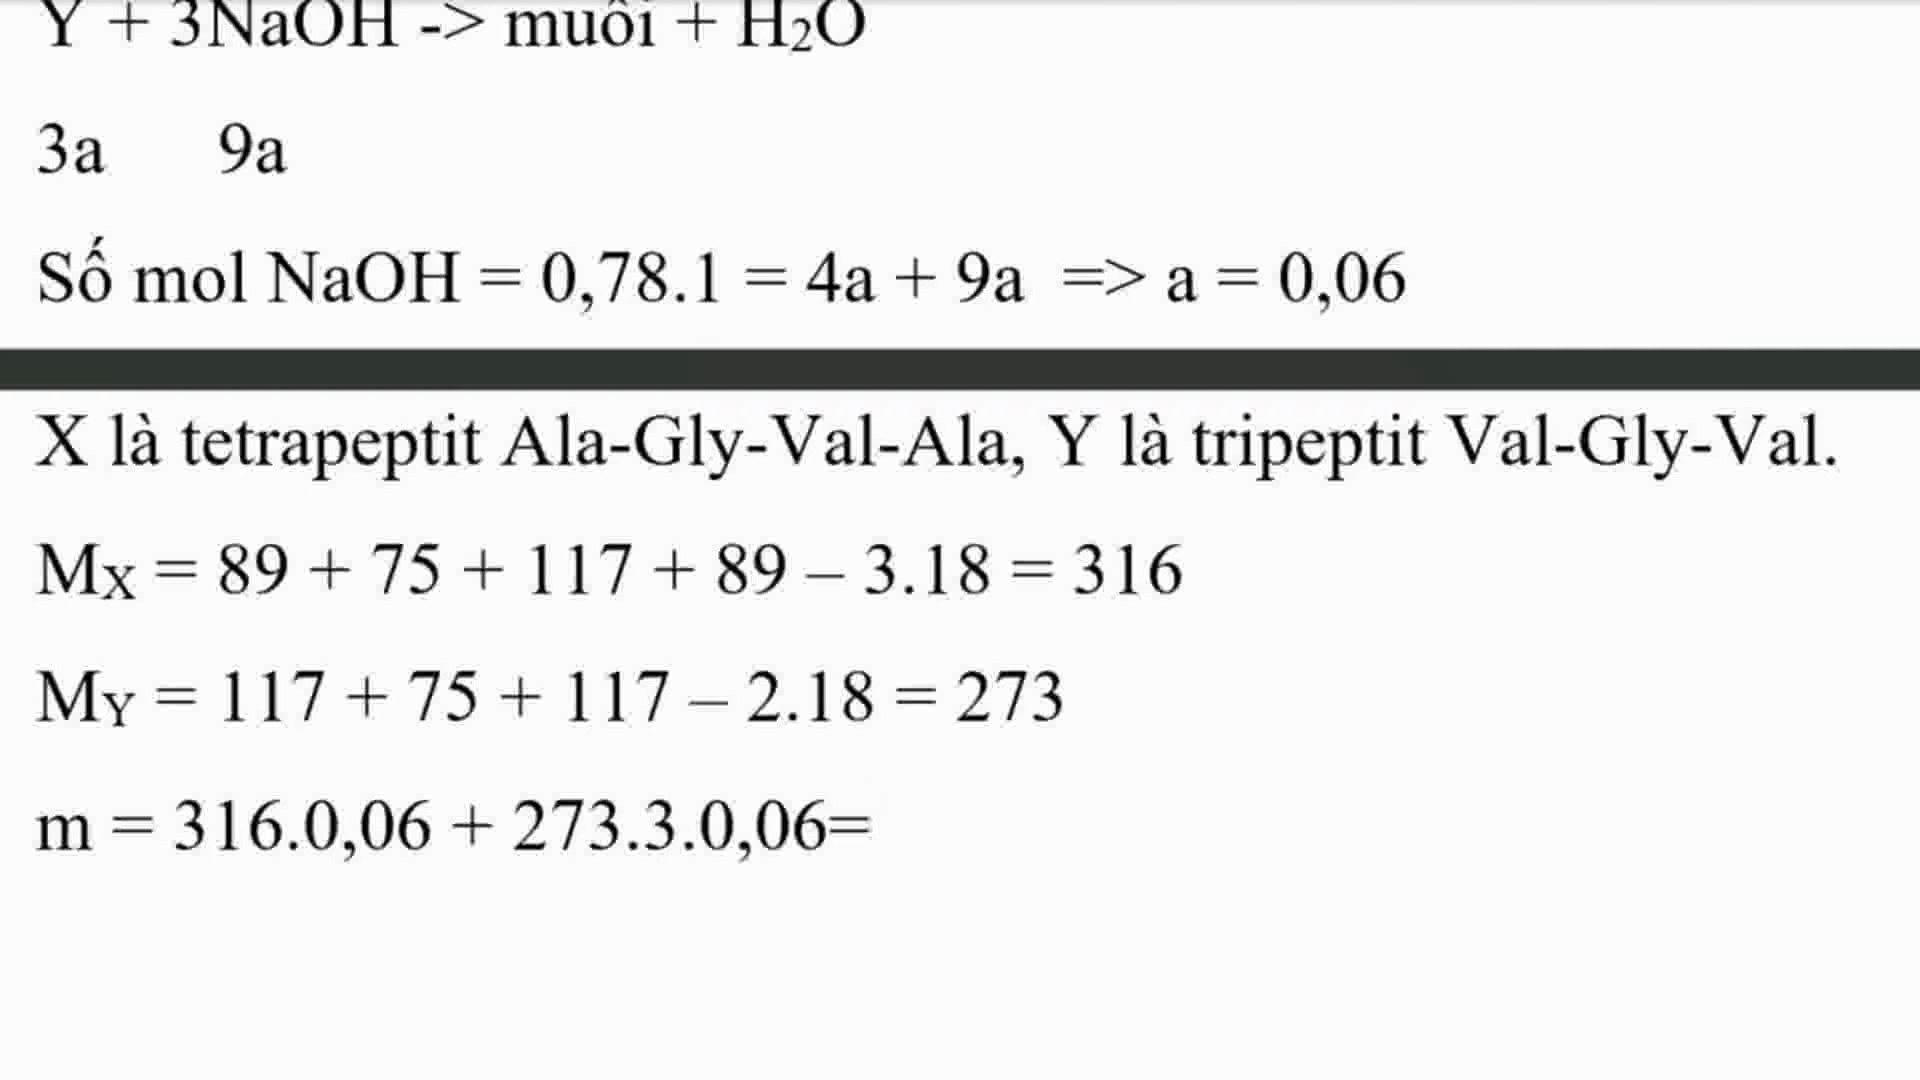 Y + 3NaOH -> muối + H₂O
3a 9a
Số mol NaOH = 0,78.1 = 4a + 9a => a = 0,06
X là tetrapeptit Ala-Gly-Val-Ala, Y là tripeptit Val-Gly-Val.
Mₓ = 89 + 75 + 117 + 89 – 3.18 = 316
MY = 117 + 75 + 117 – 2.18 = 273
m = 316.0,06 + 273.3.0,06=